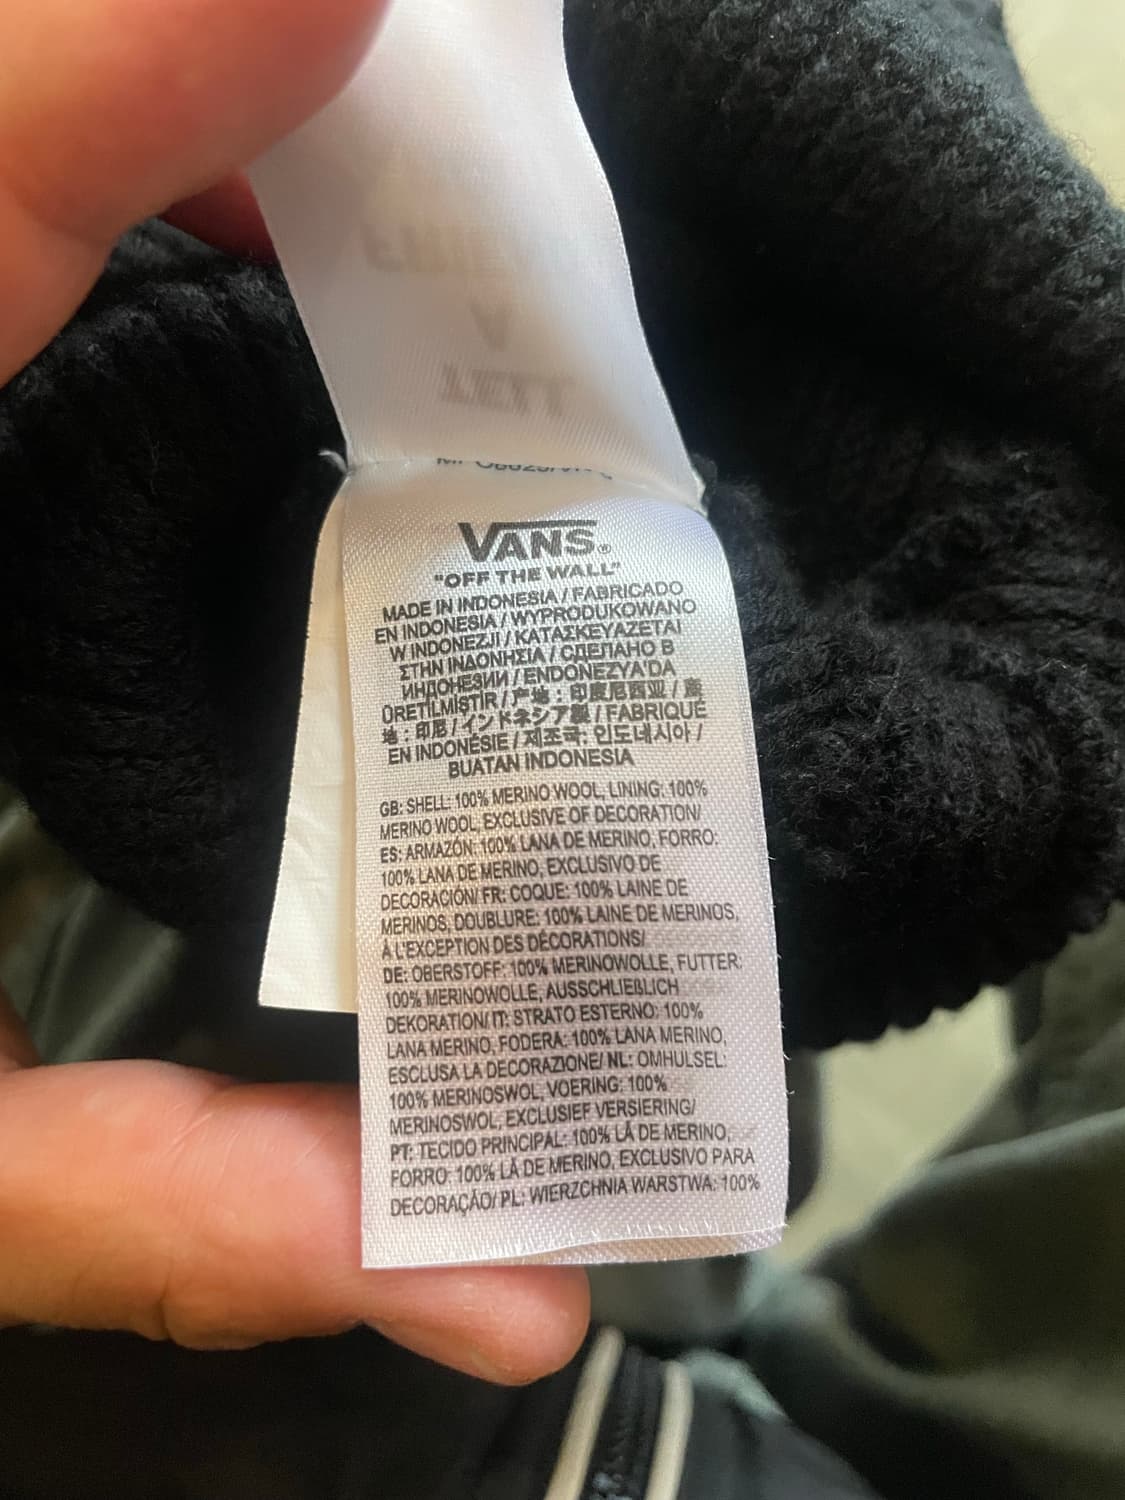 VANS®
"OFF THE WALL"
MADE IN INDONESIA / FABRICADO
EN INDONESIA / WYPRODUKOWANO
W INDONEZJI / ΚΑΤΑΣΚΕΥΑΖΕΤΑΙ
ΣΤΗΝ ΙΝΔΟΝΗΣΙΑ / СДЕЛАНО В
ИНДОНЕЗИИ / ENDONEZYA'DA
ÜRETİLMİŞTİR / 产地：印度尼西亚 / 產
地：印尼 / インドネシア製 / FABRIQUÉ
EN INDONÉSIE / 제조국: 인도네시아 /
BUATAN INDONESIA
GB: SHELL: 100% MERINO WOOL, LINING: 100%
MERINO WOOL, EXCLUSIVE OF DECORATION/
ES: ARMAZÓN: 100% LANA DE MERINO, FORRO:
100% LANA DE MERINO, EXCLUSIVO DE
DECORACIÓN/ FR: COQUE: 100% LAINE DE
MERINOS, DOUBLURE: 100% LAINE DE MERINOS,
À L'EXCEPTION DES DÉCORATIONS/
DE: OBERSTOFF: 100% MERINOWOLLE, FUTTER:
100% MERINOWOLLE, AUSSCHLIEßLICH
DEKORATION/ IT: STRATO ESTERNO: 100%
LANA MERINO, FODERA: 100% LANA MERINO,
ESCLUSA LA DECORAZIONE/ NL: OMHULSEL:
100% MERINOSWOL, VOERING: 100%
MERINOSWOL, EXCLUSIEF VERSIERING/
PT: TECIDO PRINCIPAL: 100% LÃ DE MERINO,
FORRO: 100% LÃ DE MERINO, EXCLUSIVO PARA
DECORAÇÃO/ PL: WIERZCHNIA WARSTWA: 100%